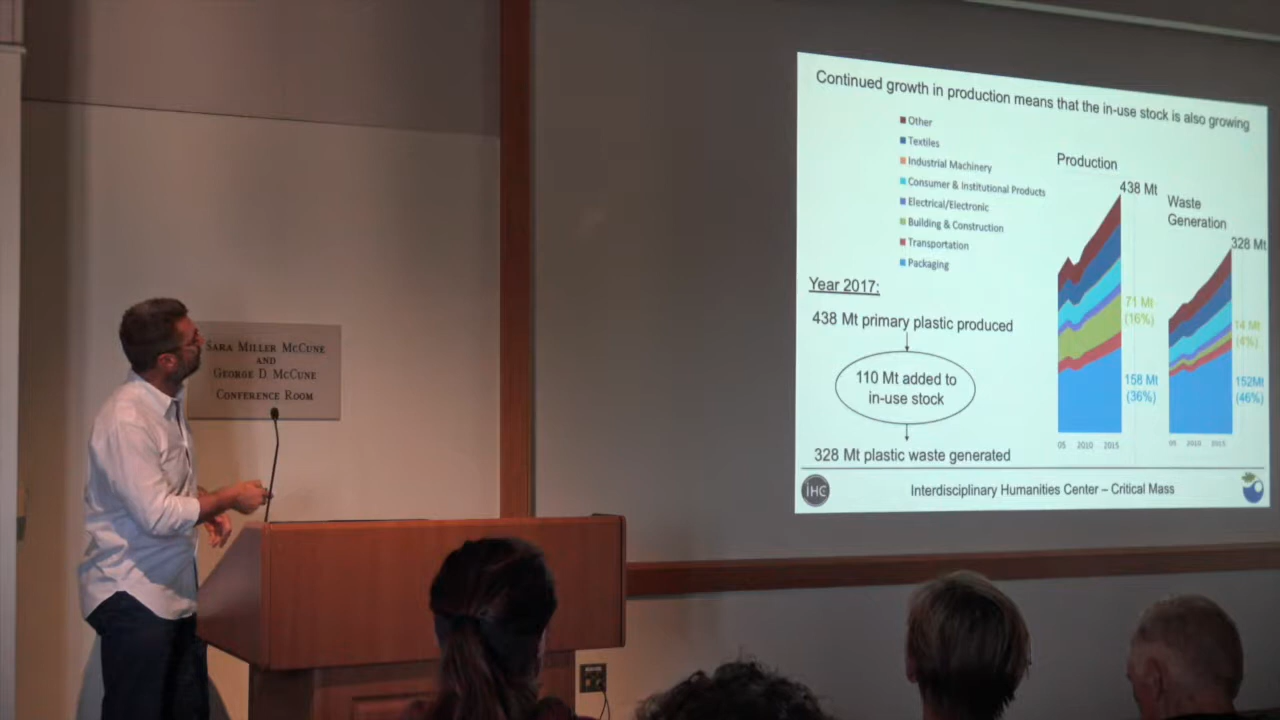 SARA MILLER MCCUNE
AND
GEORGE D. MCCUNE
CONFERENCE ROOM
Continued growth in production means that the in-use stock is also growing
Other
Textiles
Industrial Machinery
Consumer & Institutional Products
Electrical/Electronic
Building & Construction
Transportation
Packaging
Year 2017:
438 Mt primary plastic produced
110 Mt added to
in-use stock
328 Mt plastic waste generated
Production
438 Mt
71 Mt
(16%)
158 Mt
(36%)
05 2010 2015
Waste
Generation
328 Mt
14 Mt
(4%)
152Mt
(46%)
05 2010 2015
IHC
Interdisciplinary Humanities Center – Critical Mass